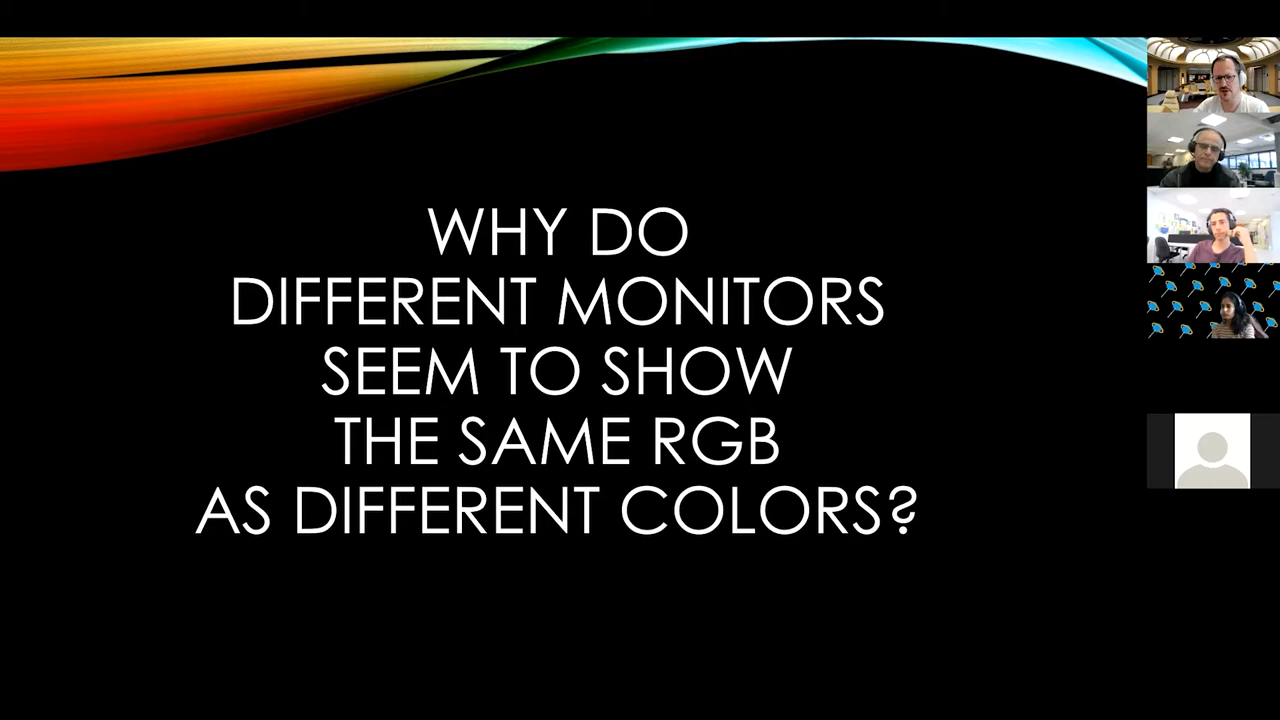 WHY DO
DIFFERENT MONITORS
SEEM TO SHOW
THE SAME RGB
AS DIFFERENT COLORS?